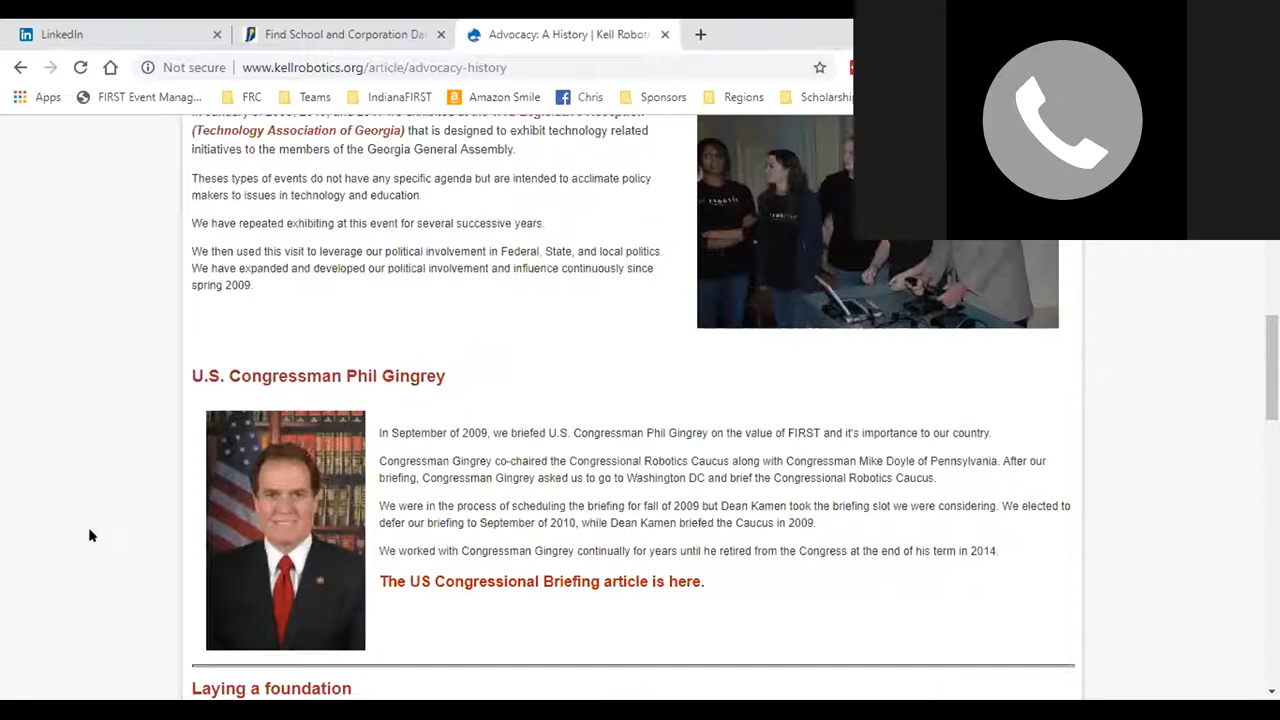 LinkedIn
Find School and Corporation Da
Advocacy: A History | Kell Robot
Not secure www.kellrobotics.org/article/advocacy-history
Apps FIRST Event Manag... FRC Teams IndianaFIRST Amazon Smile Chris Sponsors Regions Scholarship
(Technology Association of Georgia) that is designed to exhibit technology related
initiatives to the members of the Georgia General Assembly.
Theses types of events do not have any specific agenda but are intended to acclimate policy
makers to issues in technology and education.
We have repeated exhibiting at this event for several successive years.
We then used this visit to leverage our political involvement in Federal, State, and local politics.
We have expanded and developed our political involvement and influence continuously since
spring 2009.
U.S. Congressman Phil Gingrey
In September of 2009, we briefed U.S. Congressman Phil Gingrey on the value of FIRST and it's importance to our country.
Congressman Gingrey co-chaired the Congressional Robotics Caucus along with Congressman Mike Doyle of Pennsylvania. After our
briefing, Congressman Gingrey asked us to go to Washington DC and brief the Congressional Robotics Caucus.
We were in the process of scheduling the briefing for fall of 2009 but Dean Kamen took the briefing slot we were considering. We elected to
defer our briefing to September of 2010, while Dean Kamen briefed the Caucus in 2009.
We worked with Congressman Gingrey continually for years until he retired from the Congress at the end of his term in 2014.
The US Congressional Briefing article is here.
Laying a foundation